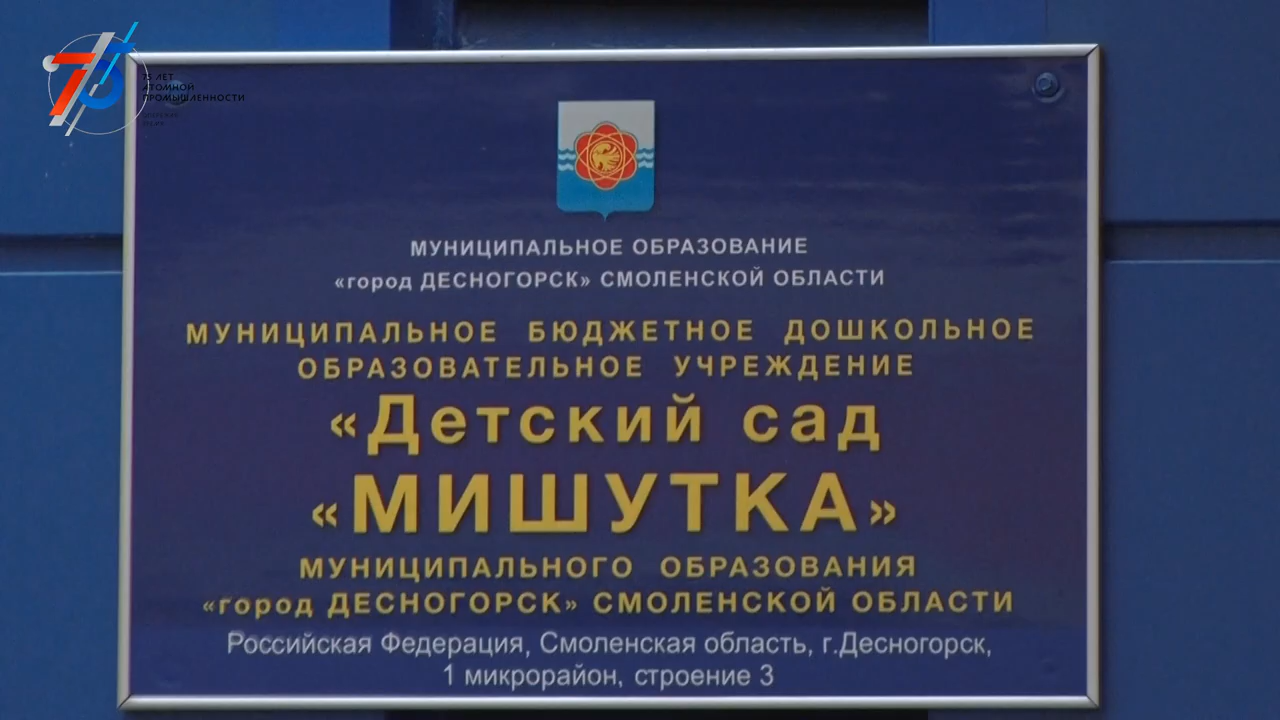 75
75 ЛЕТ
АТОМНОЙ
ПРОМЫШЛЕННОСТИ
МУНИЦИПАЛЬНОЕ ОБРАЗОВАНИЕ
«город ДЕСНОГОРСК» СМОЛЕНСКОЙ ОБЛАСТИ
МУНИЦИПАЛЬНОЕ БЮДЖЕТНОЕ ДОШКОЛЬНОЕ
ОБРАЗОВАТЕЛЬНОЕ УЧРЕЖДЕНИЕ
«Детский сад
«МИШУТКА»
МУНИЦИПАЛЬНОГО ОБРАЗОВАНИЯ
«город ДЕСНОГОРСК» СМОЛЕНСКОЙ ОБЛАСТИ
Российская Федерация, Смоленская область, г.Десногорск,
1 микрорайон, строение 3